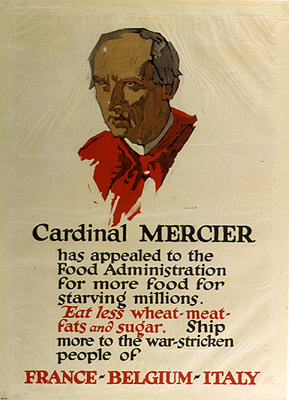 Cardinal MERCIER
has appealed to the
Food Administration
for more food for
starving millions.
Eat less wheat-meat-
fats and sugar. Ship
more to the war-stricken
people of
FRANCE-BELGIUM-ITALY